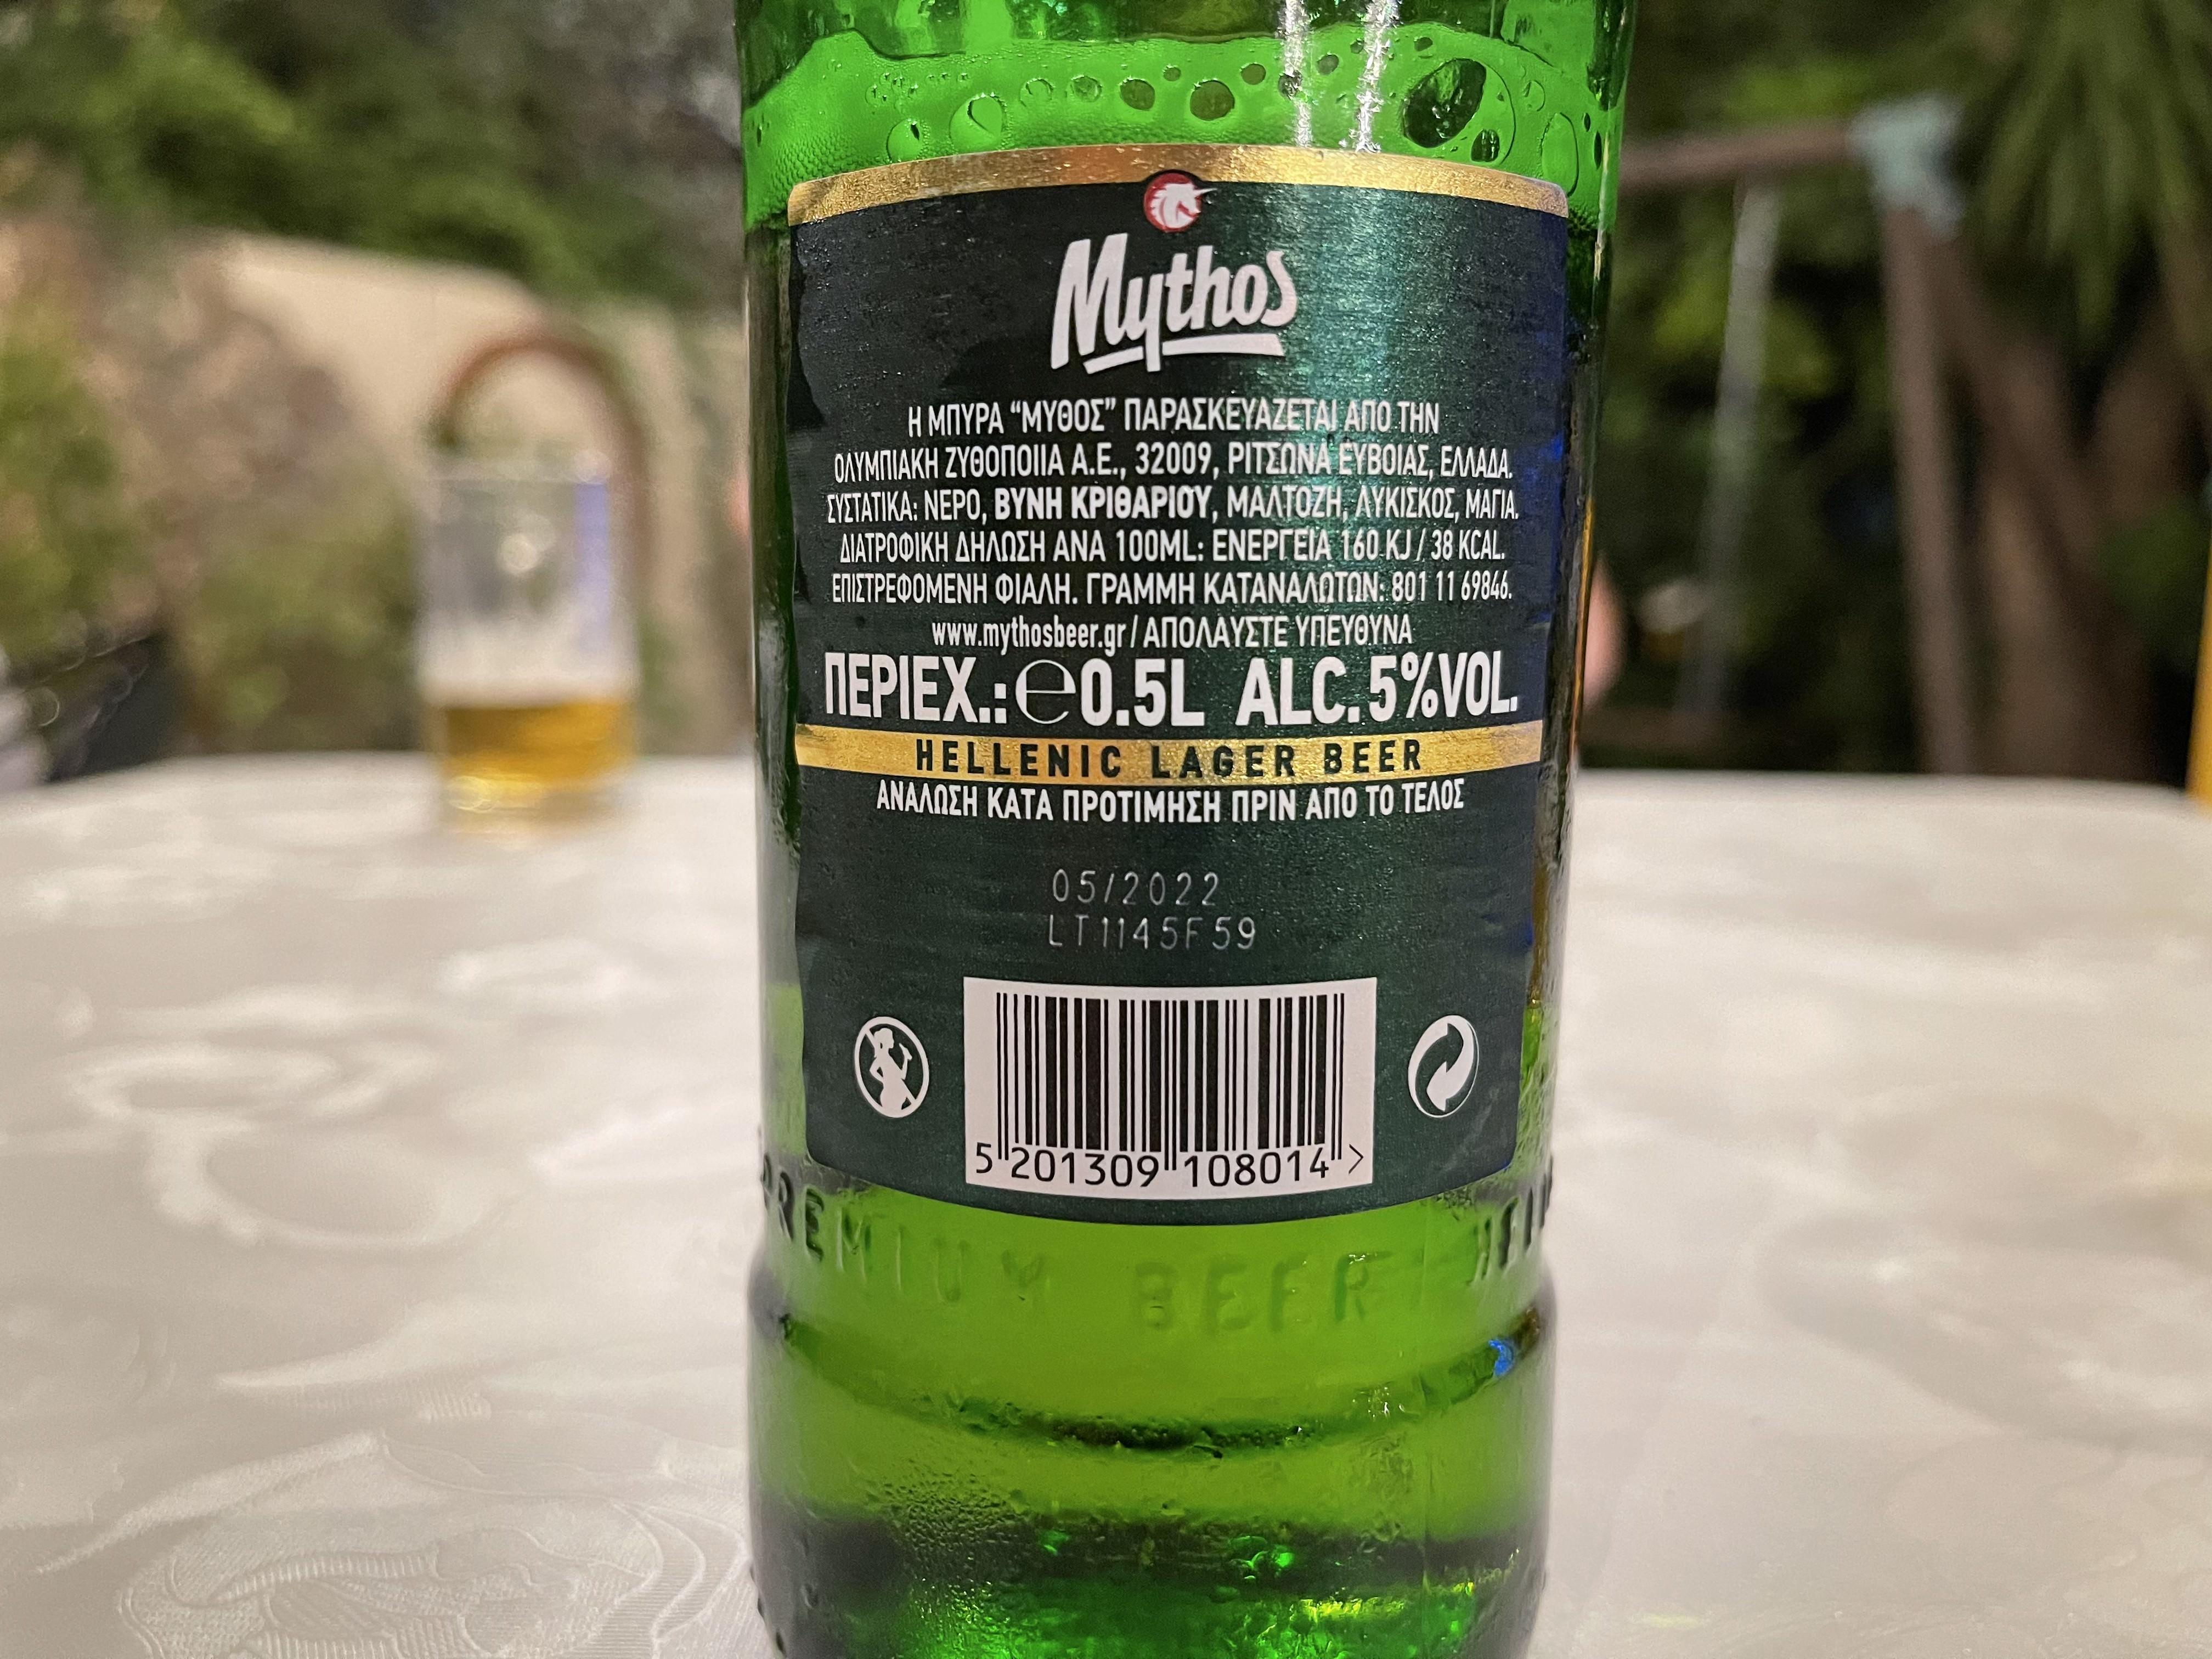 Mythos
Η ΜΠΥΡΑ “ΜΥΘΟΣ” ΠΑΡΑΣΚΕΥΑΖΕΤΑΙ ΑΠΟ ΤΗΝ
ΟΛΥΜΠΙΑΚΗ ΖΥΘΟΠΟΙΙΑ Α.Ε., 32009, ΡΙΤΣΩΝΑ ΕΥΒΟΙΑΣ, ΕΛΛΑΔΑ.
ΣΥΣΤΑΤΙΚΑ: ΝΕΡΟ, ΒΥΝΗ ΚΡΙΘΑΡΙΟΥ, ΜΑΛΤΟΖΗ, ΛΥΚΙΣΚΟΣ, ΜΑΓΙΑ.
ΔΙΑΤΡΟΦΙΚΗ ΔΗΛΩΣΗ ΑΝΑ 100ML: ΕΝΕΡΓΕΙΑ 160 KJ / 38 KCAL.
ΕΠΙΣΤΡΕΦΟΜΕΝΗ ΦΙΑΛΗ. ΓΡΑΜΜΗ ΚΑΤΑΝΑΛΩΤΩΝ: 801 11 69846.
www.mythosbeer.gr / ΑΠΟΛΑΥΣΤΕ ΥΠΕΥΘΥΝΑ
ΠΕΡΙΕΧ.: ℮0.5L ALC. 5%VOL.
HELLENIC LAGER BEER
ΑΝΑΛΩΣΗ ΚΑΤΑ ΠΡΟΤΙΜΗΣΗ ΠΡΙΝ ΑΠΟ ΤΟ ΤΕΛΟΣ
05/2022
LT1145F59
5 201309 108014 >
PREMIUM BEER